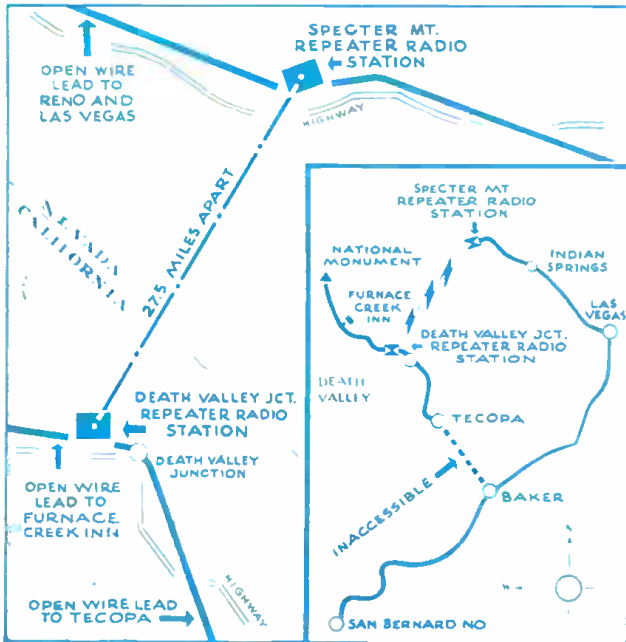 SPECTER MT.
REPEATER RADIO
STATION
OPEN WIRE
LEAD TO
RENO AND
LAS VEGAS
HIGHWAY
27.5 MILES APART
NEVADA
CALIFORNIA
DEATH VALLEY JCT.
REPEATER RADIO
STATION
DEATH VALLEY
JUNCTION
OPEN WIRE
LEAD TO
FURNACE
CREEK INN
HIGHWAY
OPEN WIRE LEAD
TO TECOPA
SPECTER MT
REPEATER RADIO
STATION
NATIONAL
MONUMENT
INDIAN
SPRINGS
FURNACE
CREEK
INN
LAS
VEGAS
DEATH VALLEY JCT.
REPEATER RADIO
STATION
DEATH
VALLEY
TECOPA
INACCESSIBLE
BAKER
W
SAN BERNARD NO